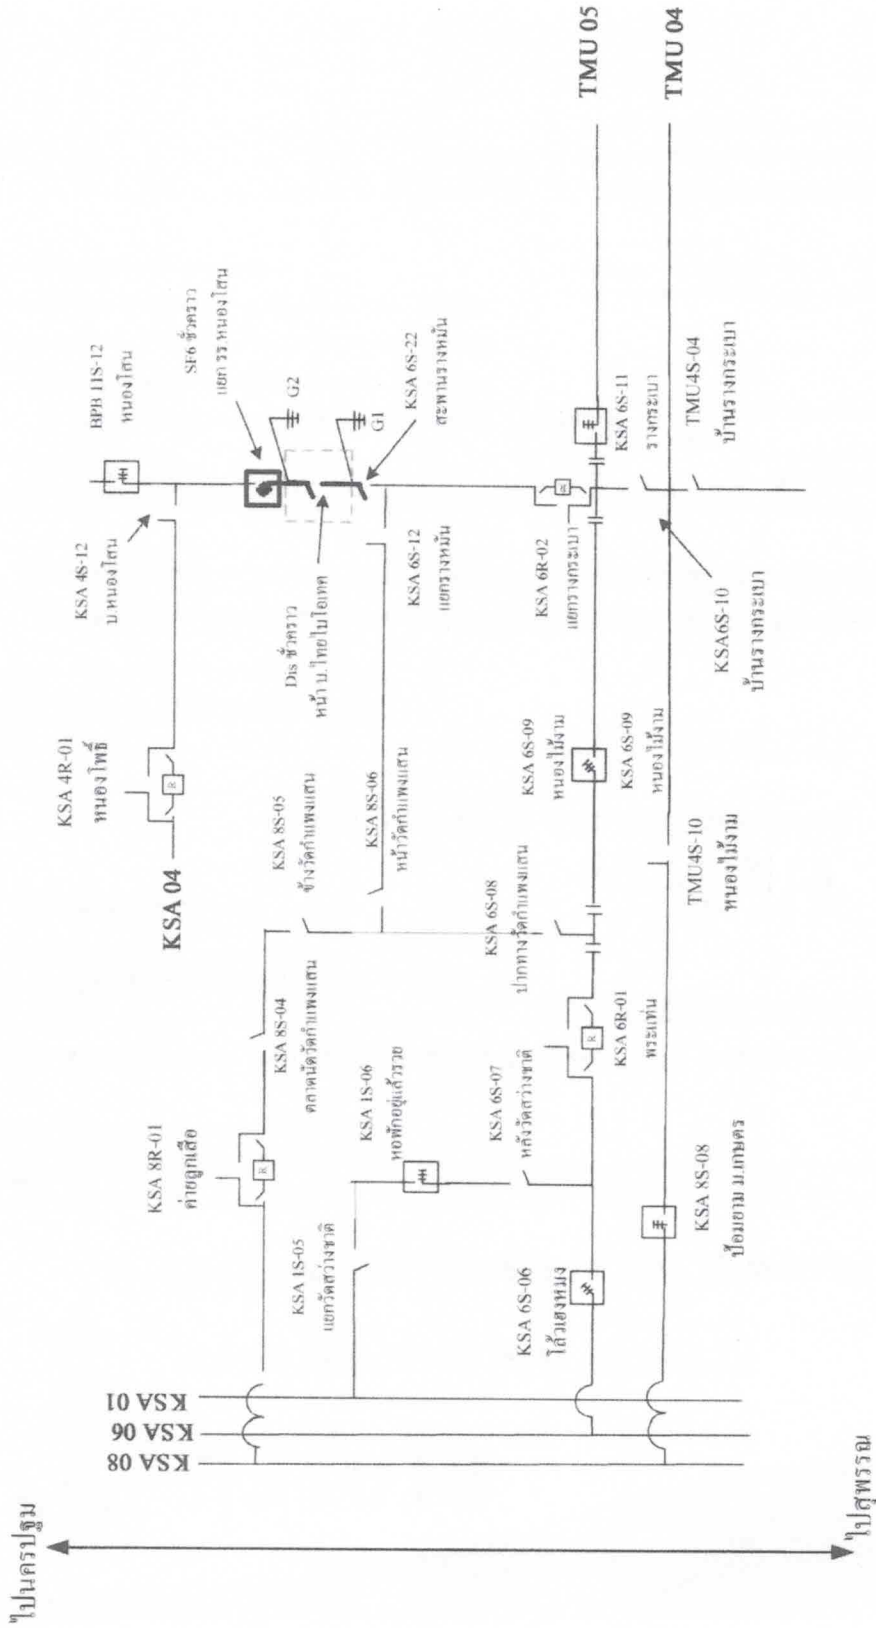 ไปนครปฐม
ไปสุพรรณ
KSA 08
KSA 06
KSA 01
KSA 8R-01
ค่ายลูกเสือ
KSA 8S-04
ตลาดนัดวัดกำแพงแสน
KSA 8S-05
ข้างวัดกำแพงแสน
KSA 8S-06
หน้าวัดกำแพงแสน
KSA 04
KSA 4R-01
หนองโพธิ์
KSA 4S-12
บ.หนองโสน
BPB 11S-12
หนองโสน
SF6 ชั่วคราว
แยก รร.หนองโสน
G2
G1
KSA 6S-22
สะพานรางหมัน
Dis ชั่วคราว
หน้า บ.ไทยไบโอเทค
KSA 6S-12
แยกรางหมัน
KSA 1S-05
แยกวัดสว่างชาติ
KSA 1S-06
หอพักอยู่แล้วรวย
KSA 6S-07
หลังวัดสว่างชาติ
KSA 6S-08
ปากทางวัดกำแพงแสน
KSA 6S-06
โล้วเฮงหมง
KSA 6R-01
พระแท่น
KSA 6S-09
หนองไม้งาม
KSA 6S-09
หนองไม้งาม
KSA 6R-02
แยกรางกระเบา
KSA 6S-11
รางกระเบา
KSA6S-10
บ้านรางกระเบา
TMU4S-04
บ้านรางกระเบา
TMU4S-10
หนองไม้งาม
KSA 8S-08
ป้อมยาม ม.เกษตร
TMU 05
TMU 04
R
R
R
R